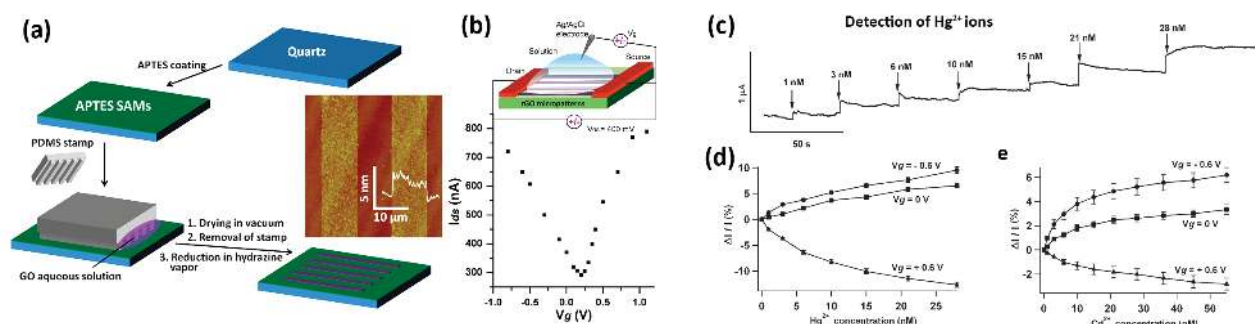 (a)
Quartz
APTES coating
APTES SAMs
PDMS stamp
GO aqueous solution
1. Drying in vacuum
2. Removal of stamp
3. Reduction in hydrazine
vapor
5 nm
10 µm
(b)
Ag/AgCl
electrode
Solution
Drain
Source
rGO micropatterns
800
700
600
500
400
300
Ids (nA)
-1.0
-0.5
0.0
0.5
1.0
Vg (V)
(c)
Detection of Hg²⁺ ions
1 nM
3 nM
6 nM
10 nM
15 nM
21 nM
28 nM
1 µA
50 s
(d)
Vg = - 0.6 V
Vg = 0 V
Vg = + 0.6 V
10
5
0
-5
-10
ΔI / I (%)
0
5
10
15
20
25
Hg²⁺ concentration (nM)
e
Vg = - 0.6 V
Vg = 0 V
Vg = + 0.6 V
6
4
2
0
-2
ΔI / I (%)
0
10
20
30
40
50